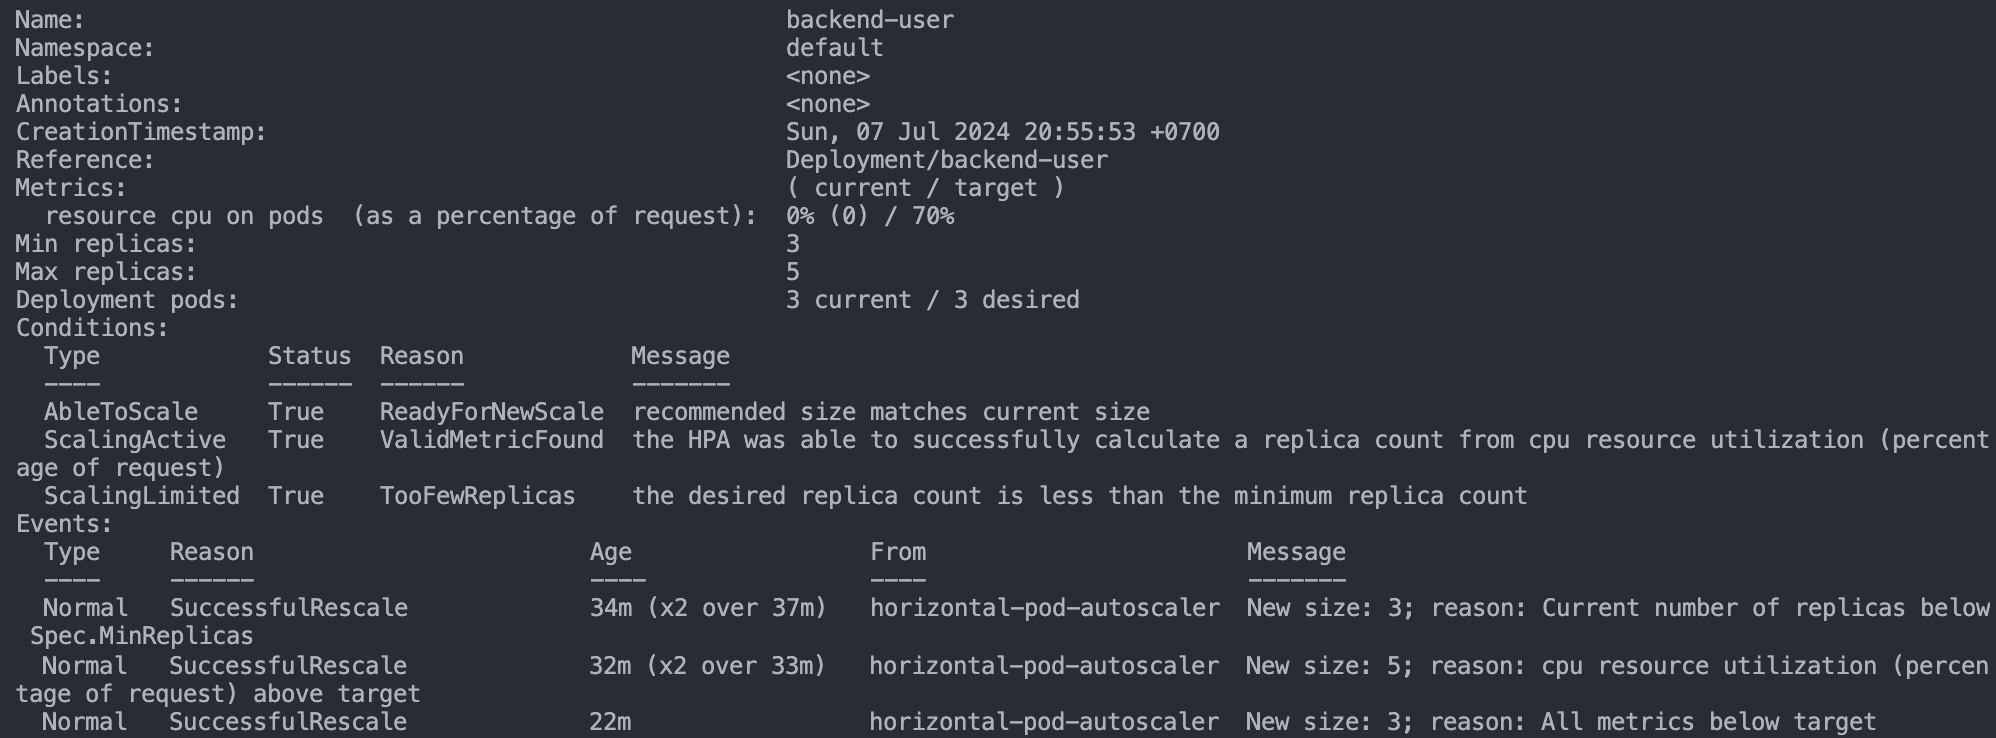 Name: backend-user
Namespace: default
Labels: <none>
Annotations: <none>
CreationTimestamp: Sun, 07 Jul 2024 20:55:53 +0700
Reference: Deployment/backend-user
Metrics: ( current / target )
resource cpu on pods (as a percentage of request): 0% (0) / 70%
Min replicas: 3
Max replicas: 5
Deployment pods: 3 current / 3 desired
Conditions:
Type Status Reason Message
---- ------ ------ -------
AbleToScale True ReadyForNewScale recommended size matches current size
ScalingActive True ValidMetricFound the HPA was able to successfully calculate a replica count from cpu resource utilization (percent
age of request)
ScalingLimited True TooFewReplicas the desired replica count is less than the minimum replica count
Events:
Type Reason Age From Message
---- ------ ---- ---- -------
Normal SuccessfulRescale 34m (x2 over 37m) horizontal-pod-autoscaler New size: 3; reason: Current number of replicas below
Spec.MinReplicas
Normal SuccessfulRescale 32m (x2 over 33m) horizontal-pod-autoscaler New size: 5; reason: cpu resource utilization (percen
tage of request) above target
Normal SuccessfulRescale 22m horizontal-pod-autoscaler New size: 3; reason: All metrics below target